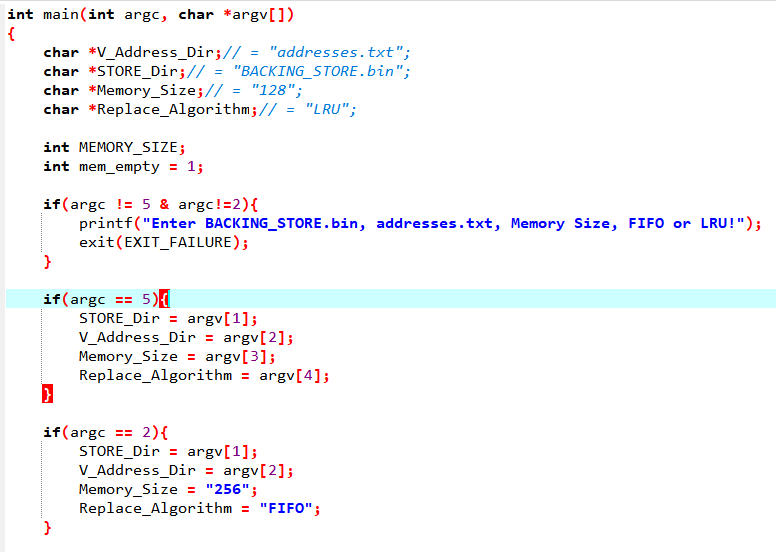 int main(int argc, char *argv[])
{
    char *V_Address_Dir;// = "addresses.txt";
    char *STORE_Dir;// = "BACKING_STORE.bin";
    char *Memory_Size;// = "128";
    char *Replace_Algorithm;// = "LRU";

    int MEMORY_SIZE;
    int mem_empty = 1;

    if(argc != 5 & argc!=2){
        printf("Enter BACKING_STORE.bin, addresses.txt, Memory Size, FIFO or LRU!");
        exit(EXIT_FAILURE);
    }

    if(argc == 5){
        STORE_Dir = argv[1];
        V_Address_Dir = argv[2];
        Memory_Size = argv[3];
        Replace_Algorithm = argv[4];
    }

    if(argc == 2){
        STORE_Dir = argv[1];
        V_Address_Dir = argv[2];
        Memory_Size = "256";
        Replace_Algorithm = "FIFO";
    }